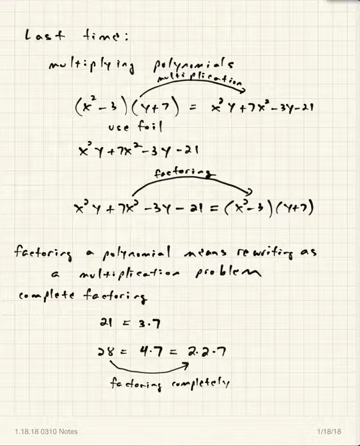 Last time:
multiplying polynomials
multiplication
(x²-3)(y+7) = x²y+7x²-3y-21
use foil
x²y+7x²-3y-21
factoring
x²y+7x²-3y-21=(x²-3)(y+7)
factoring a polynomial means rewriting as
a multiplication problem
complete factoring
21 = 3·7
28 = 4·7 = 2·2·7
factoring completely
1.18.18 0310 Notes 1/18/18